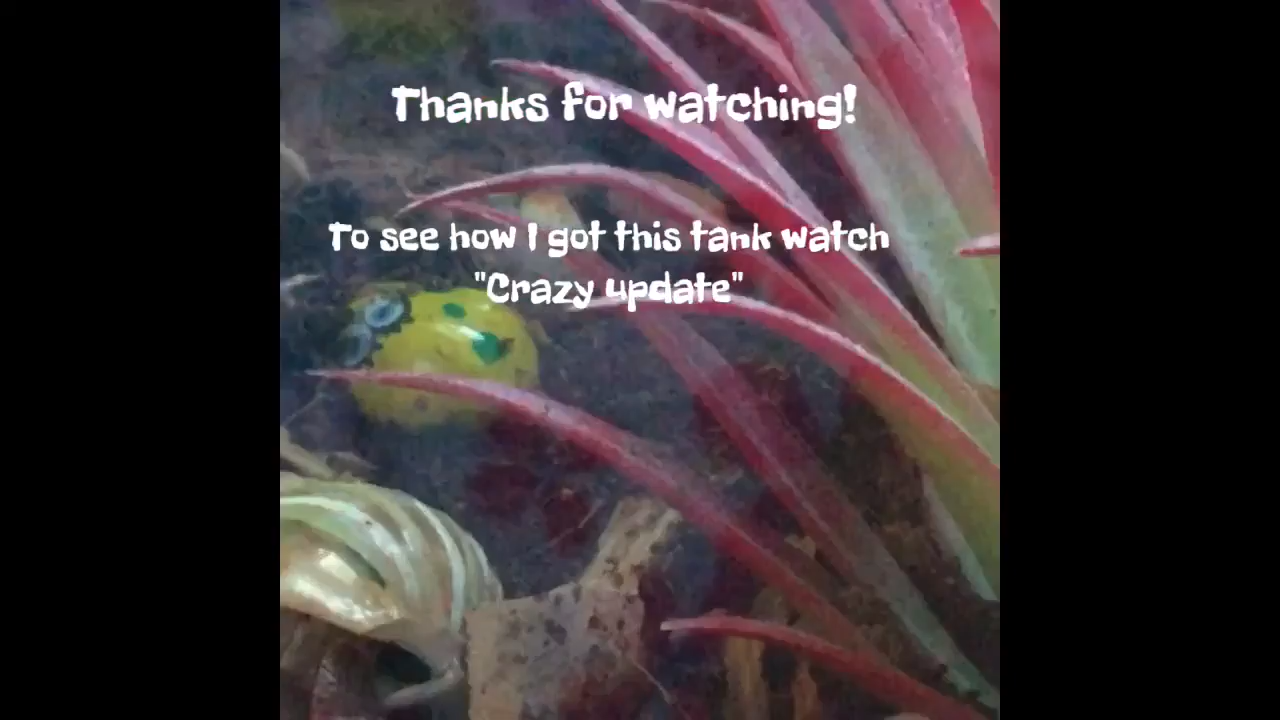 Thanks for watching!
To see how I got this tank watch
"Crazy update"